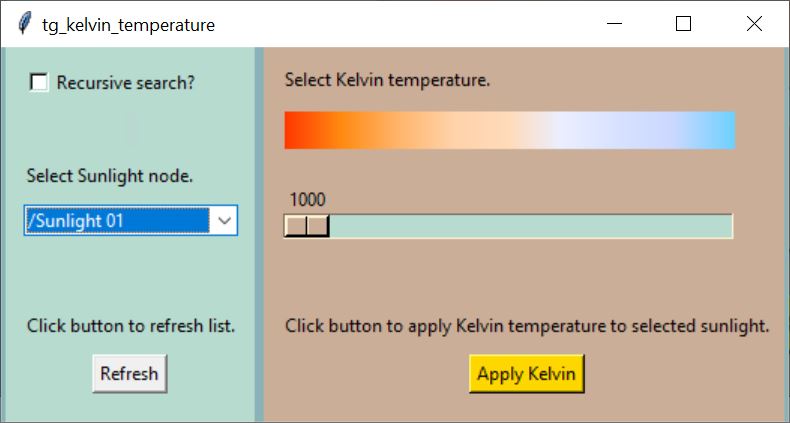 tg_kelvin_temperature
Recursive search?
Select Sunlight node.
/Sunlight 01
Click button to refresh list.
Refresh
Select Kelvin temperature.
1000
Click button to apply Kelvin temperature to selected sunlight.
Apply Kelvin